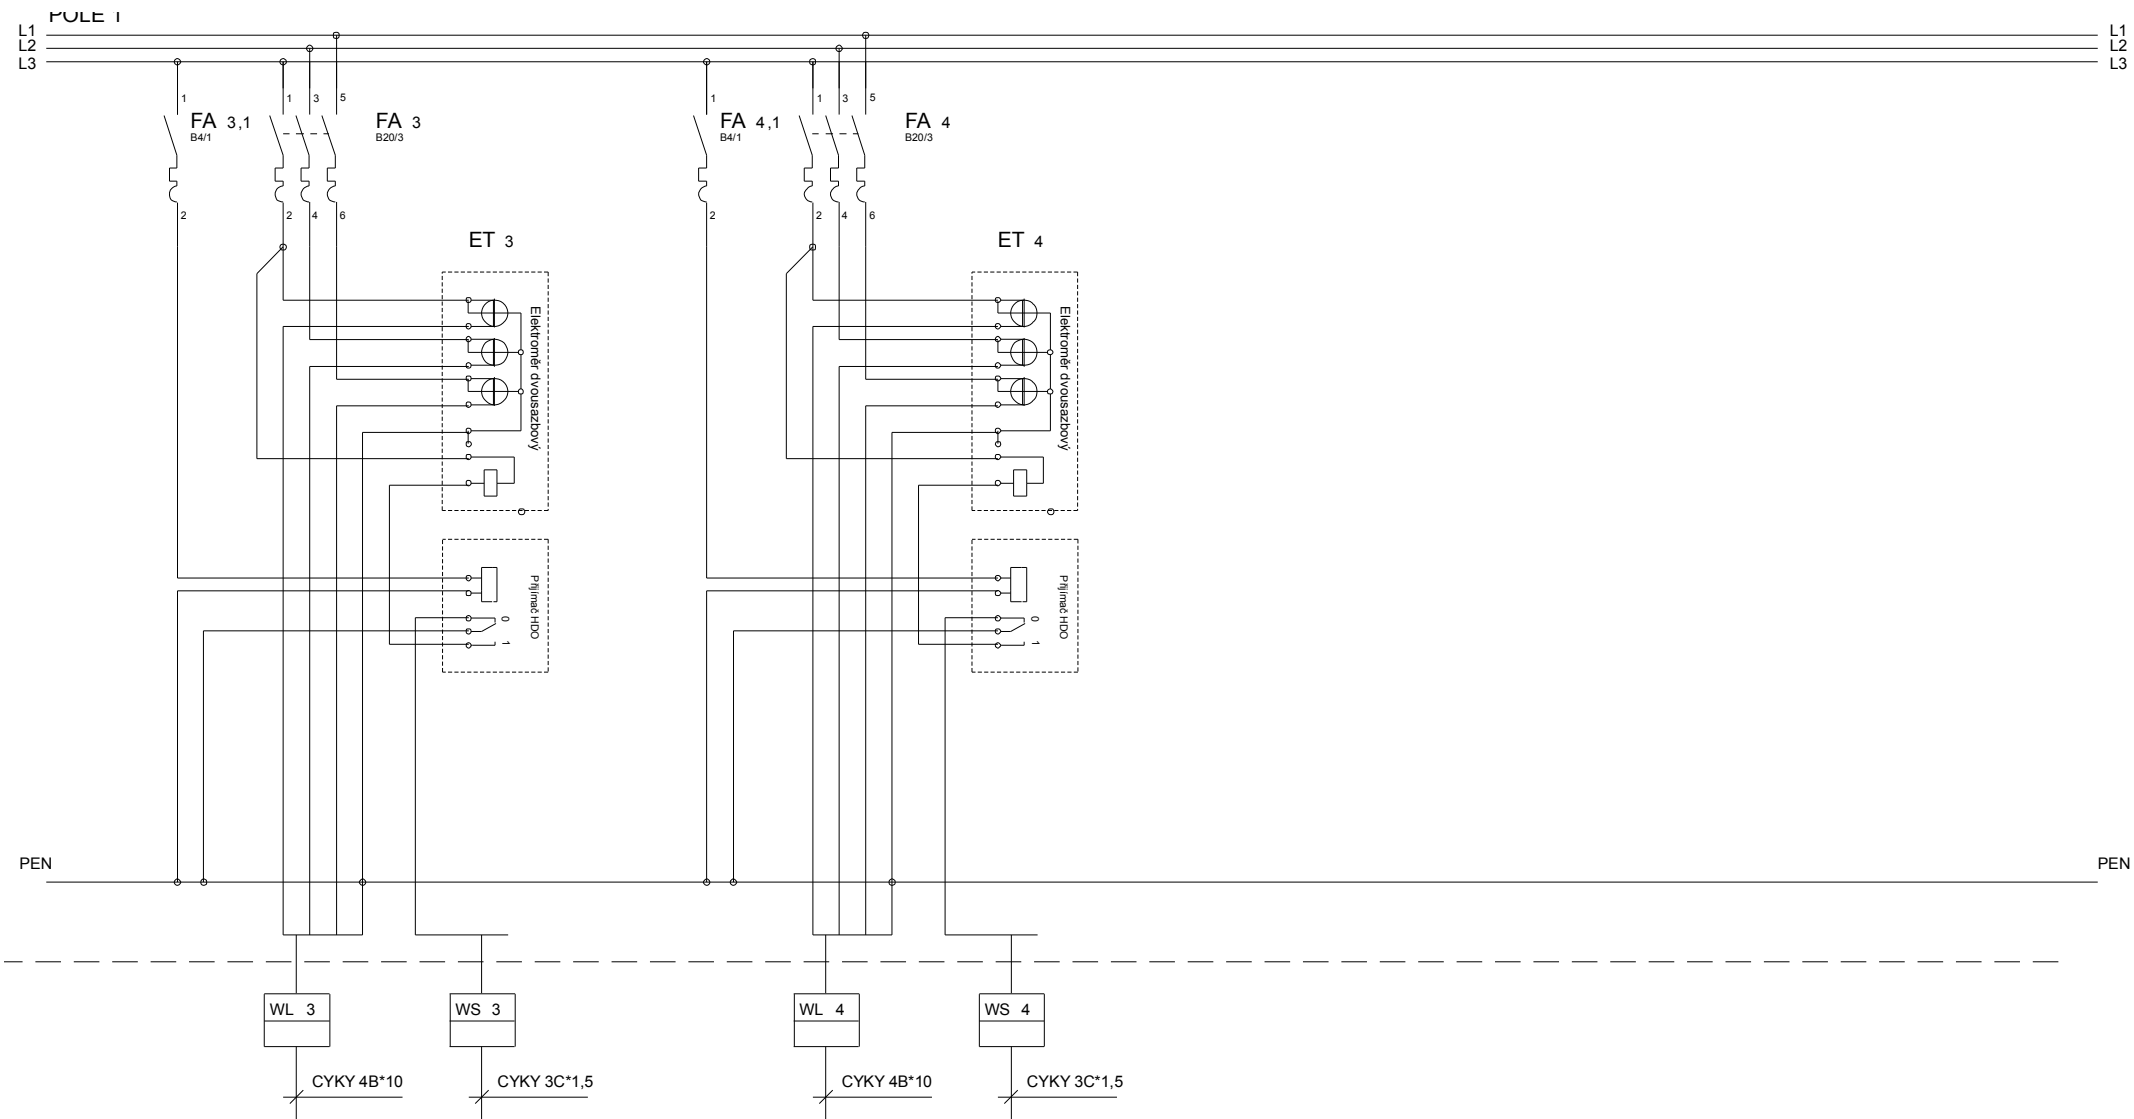 POLE 1
L1
L2
L3
L1
L2
L3
1
1
3
5
1
1
3
5
FA 3,1
B4/1
FA 3
B20/3
FA 4,1
B4/1
FA 4
B20/3
2
2
4
6
2
2
4
6
ET 3
ET 4
Elektroměr dvousazbový
Elektroměr dvousazbový
Přijímač HDO
0
1
Přijímač HDO
0
1
PEN
PEN
WL 3
WS 3
WL 4
WS 4
CYKY 4B*10
CYKY 3C*1,5
CYKY 4B*10
CYKY 3C*1,5